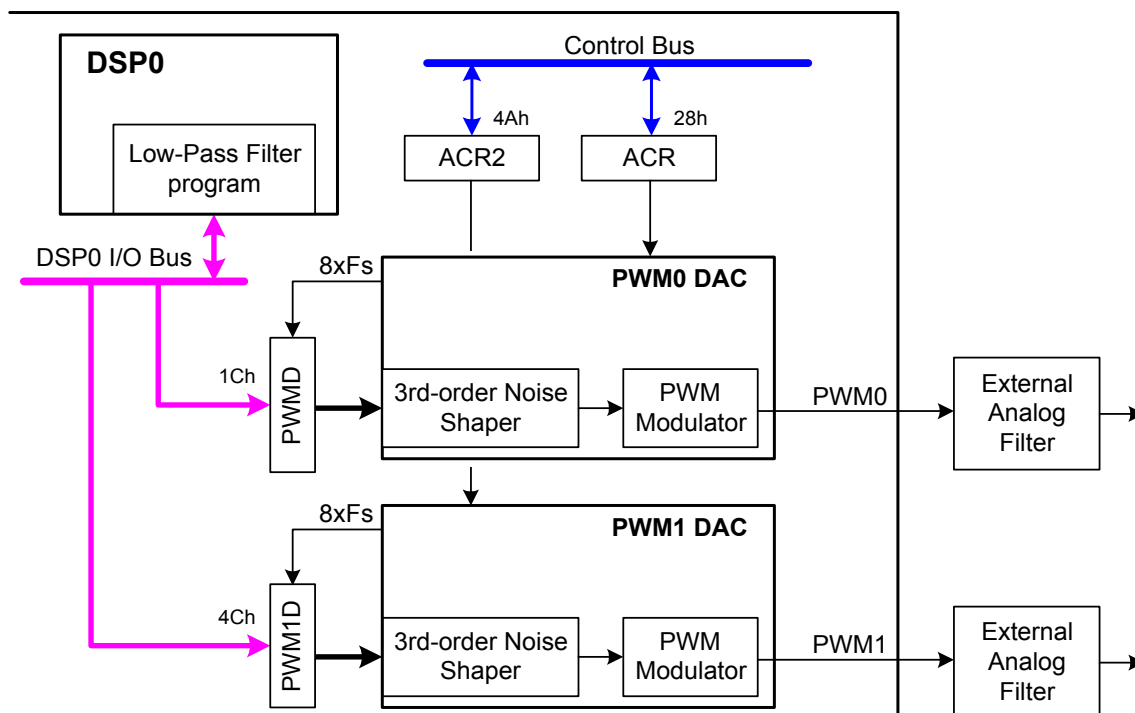 Control Bus
DSP0
4Ah
28h
Low-Pass Filter
program
ACR2
ACR
DSP0 I/O Bus
8xFs
PWM0 DAC
1Ch
PWMD
3rd-order Noise
Shaper
PWM
Modulator
PWM0
External
Analog
Filter
8xFs
PWM1 DAC
4Ch
PWM1D
3rd-order Noise
Shaper
PWM
Modulator
PWM1
External
Analog
Filter